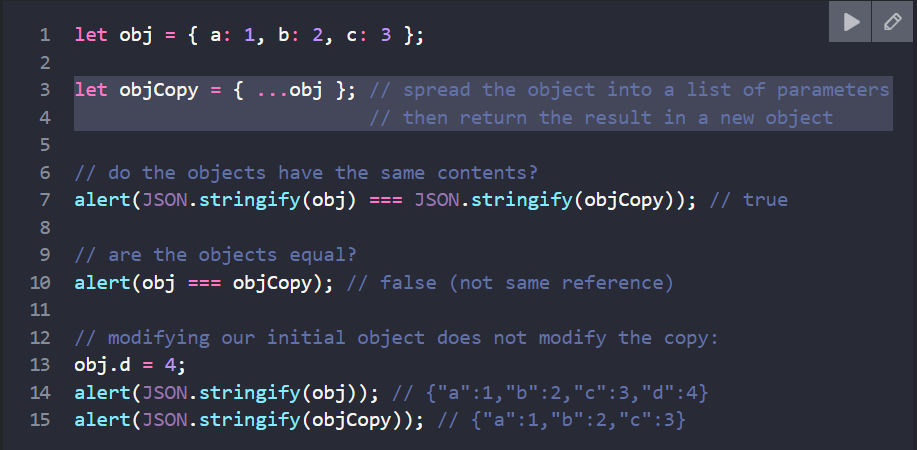 1 let obj = { a: 1, b: 2, c: 3 };
2
3 let objCopy = { ...obj }; // spread the object into a list of parameters
4                           // then return the result in a new object
5
6 // do the objects have the same contents?
7 alert(JSON.stringify(obj) === JSON.stringify(objCopy)); // true
8
9 // are the objects equal?
10 alert(obj === objCopy); // false (not same reference)
11
12 // modifying our initial object does not modify the copy:
13 obj.d = 4;
14 alert(JSON.stringify(obj)); // {"a":1,"b":2,"c":3,"d":4}
15 alert(JSON.stringify(objCopy)); // {"a":1,"b":2,"c":3}